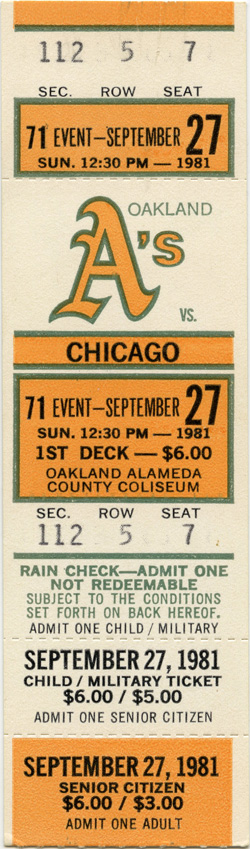 112 5 7
SEC. ROW SEAT
71 EVENT—SEPTEMBER 27
SUN. 12:30 PM — 1981
OAKLAND
A's
VS.
CHICAGO
71 EVENT—SEPTEMBER 27
SUN. 12:30 PM — 1981
1ST DECK — $6.00
OAKLAND ALAMEDA
COUNTY COLISEUM
SEC. ROW SEAT
112 5 7
RAIN CHECK—ADMIT ONE
NOT REDEEMABLE
SUBJECT TO THE CONDITIONS
SET FORTH ON BACK HEREOF.
ADMIT ONE CHILD / MILITARY
SEPTEMBER 27, 1981
CHILD / MILITARY TICKET
$6.00 / $5.00
ADMIT ONE SENIOR CITIZEN
SEPTEMBER 27, 1981
SENIOR CITIZEN
$6.00 / $3.00
ADMIT ONE ADULT